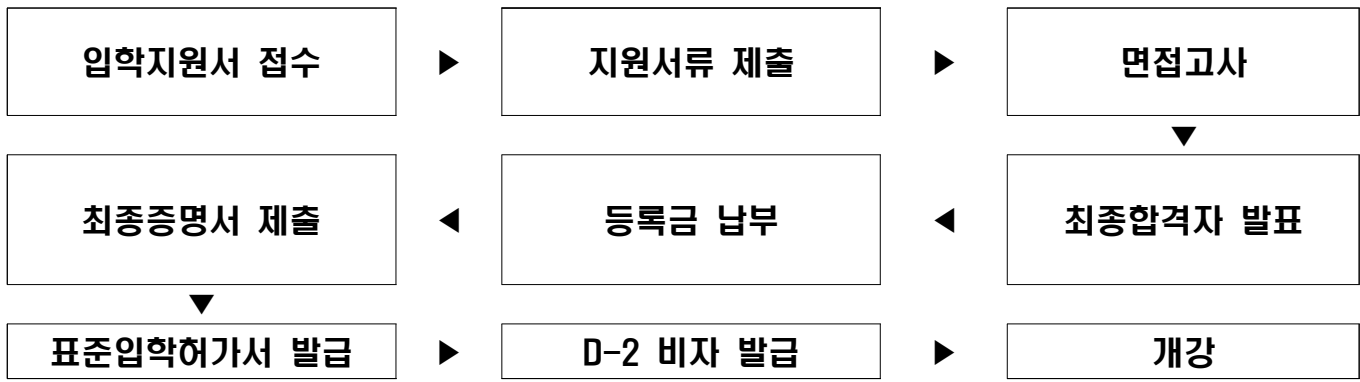 입학지원서 접수 ▶ 지원서류 제출 ▶ 면접고사
▼
최종증명서 제출 ◀ 등록금 납부 ◀ 최종합격자 발표
▼
표준입학허가서 발급 ▶ D-2 비자 발급 ▶ 개강